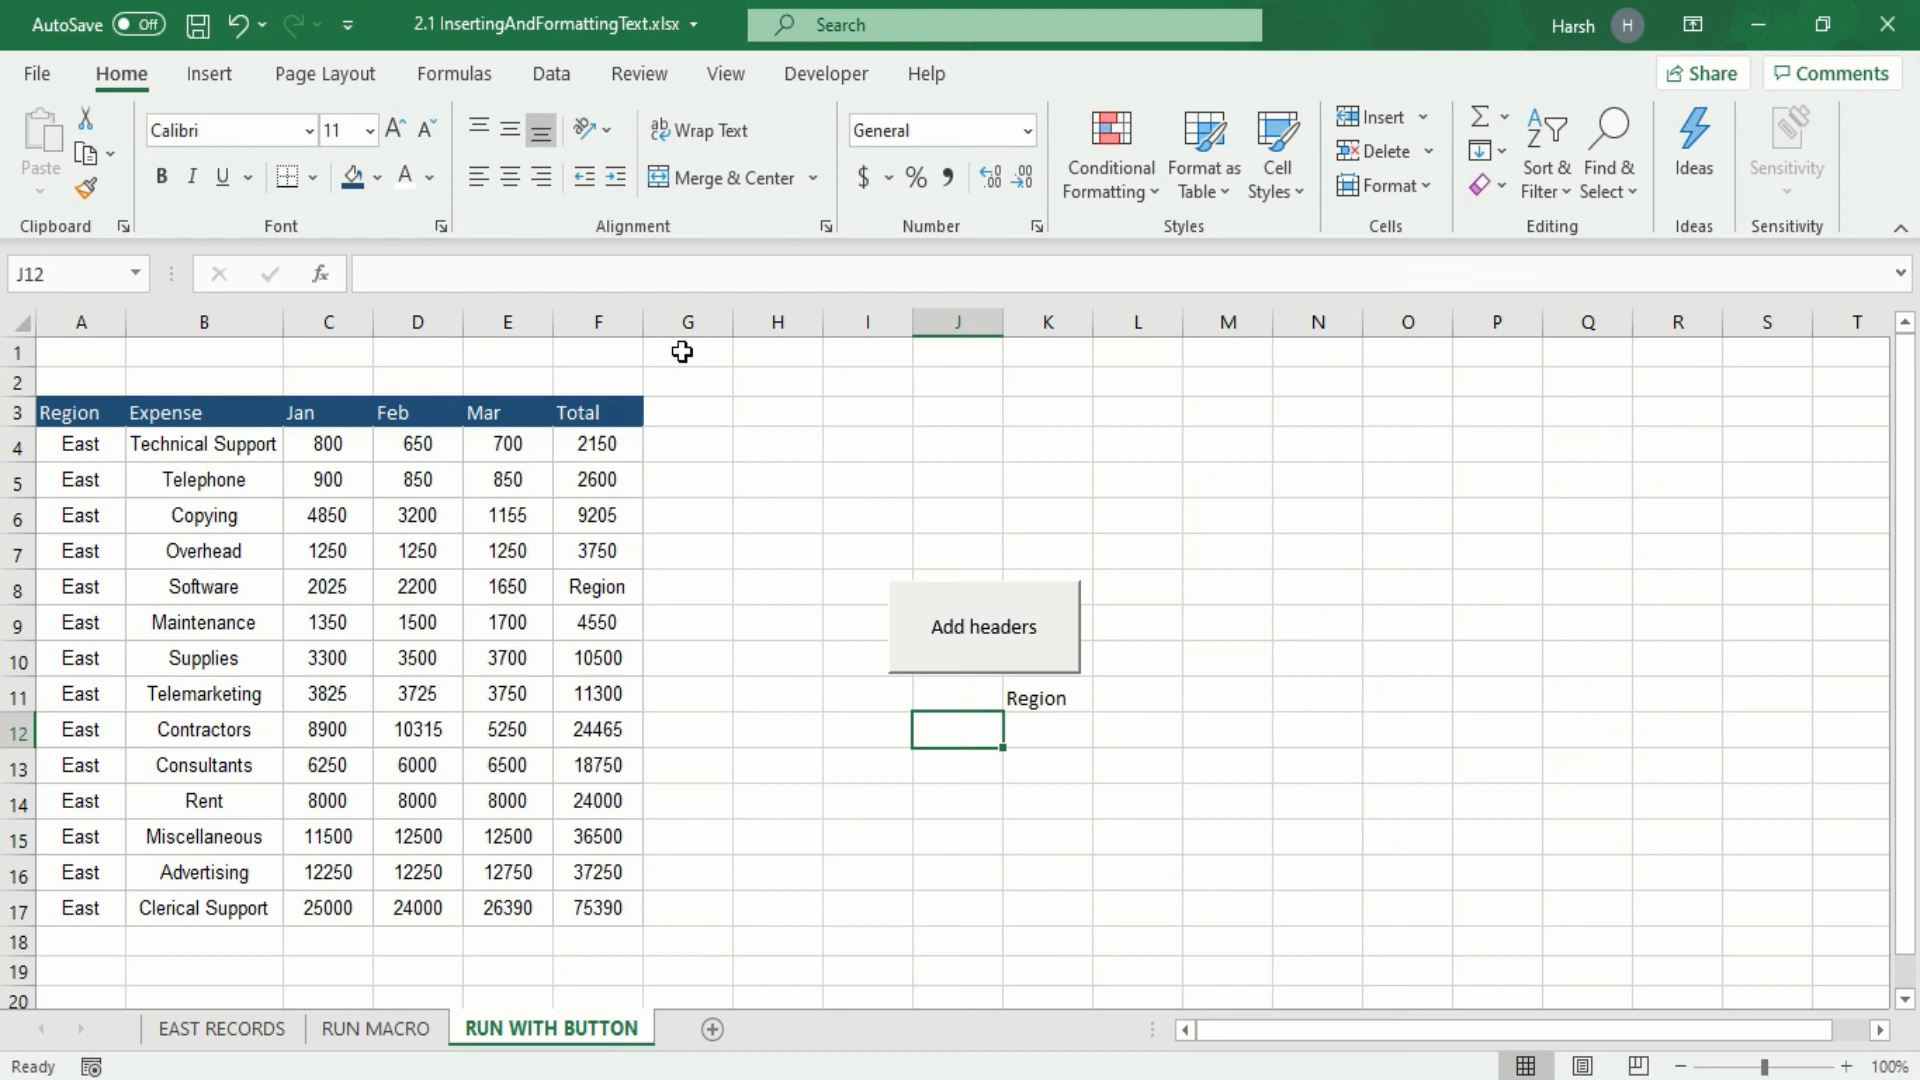 AutoSave Off 2.1 InsertingAndFormattingText.xlsx Search Harsh H
File Home Insert Page Layout Formulas Data Review View Developer Help Share Comments
Paste
Clipboard
Calibri 11
B I U A
Font
ab Wrap Text
Merge & Center
Alignment
General
$ % 9 .00 .00
Number
Conditional Formatting
Format as Table
Cell Styles
Styles
Insert
Delete
Format
Cells
Sort & Filter
Find & Select
Editing
Ideas
Ideas
Sensitivity
Sensitivity
J12 fx
A B C D E F G H I J K L M N O P Q R S T
1
2
3 Region Expense Jan Feb Mar Total
4 East Technical Support 800 650 700 2150
5 East Telephone 900 850 850 2600
6 East Copying 4850 3200 1155 9205
7 East Overhead 1250 1250 1250 3750
8 East Software 2025 2200 1650 Region
9 East Maintenance 1350 1500 1700 4550
Add headers
10 East Supplies 3300 3500 3700 10500
11 East Telemarketing 3825 3725 3750 11300 Region
12 East Contractors 8900 10315 5250 24465
13 East Consultants 6250 6000 6500 18750
14 East Rent 8000 8000 8000 24000
15 East Miscellaneous 11500 12500 12500 36500
16 East Advertising 12250 12250 12750 37250
17 East Clerical Support 25000 24000 26390 75390
18
19
20
EAST RECORDS RUN MACRO RUN WITH BUTTON
Ready 100%